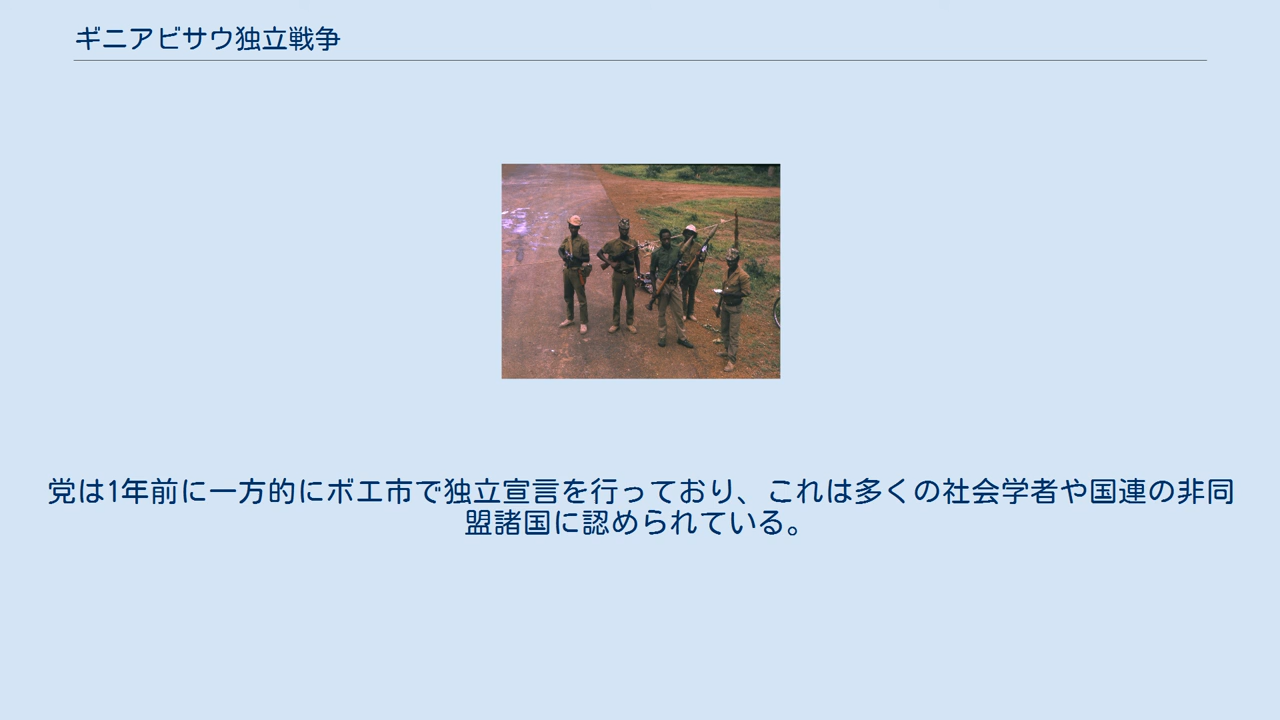 ギニアビサウ独立戦争
党は1年前に一方的にボエ市で独立宣言を行っており、これは多くの社会学者や国連の非同
盟諸国に認められている。